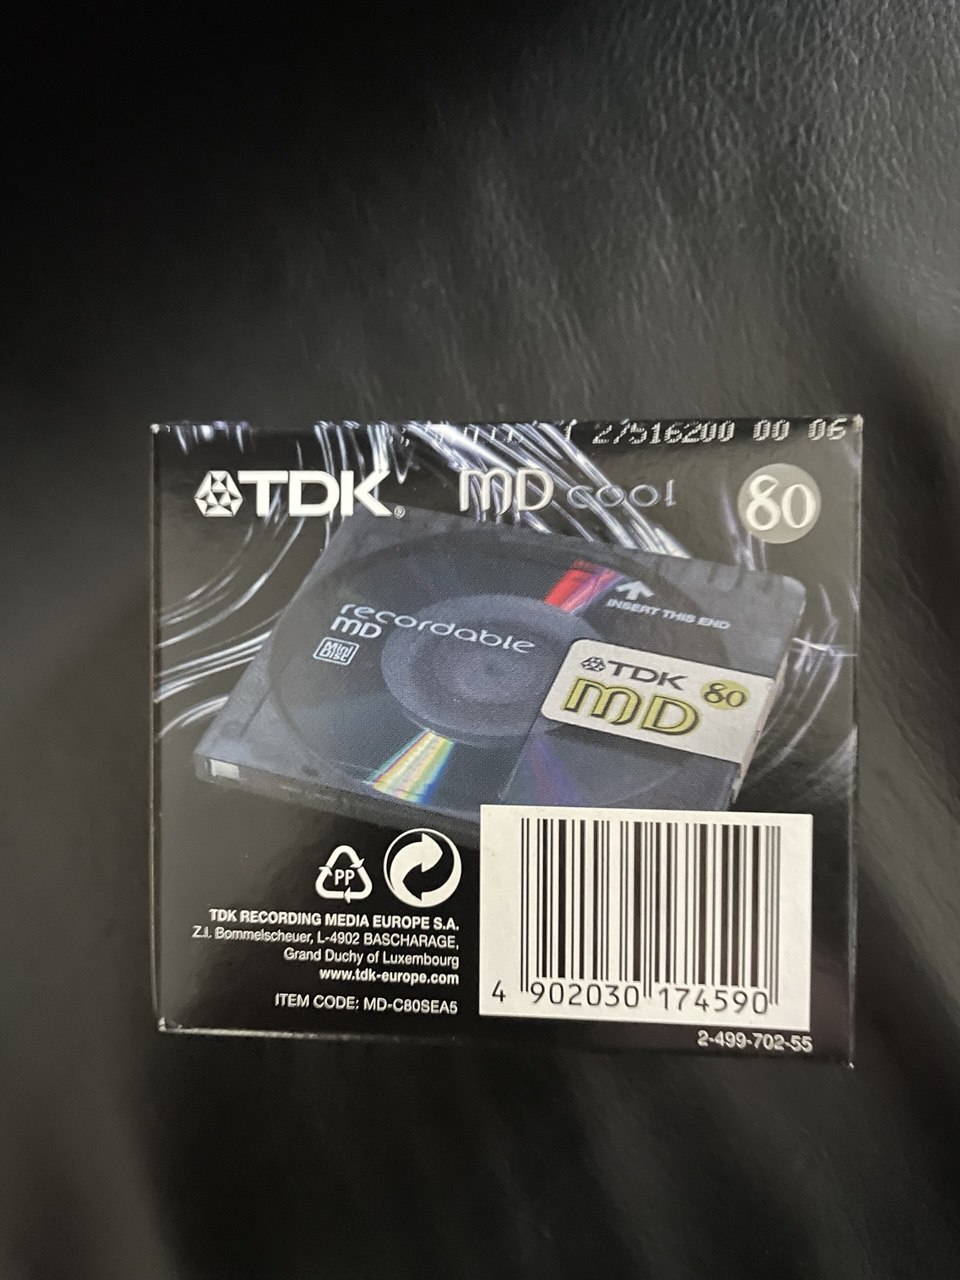 27516200 00 06
TDK® MD cool 80
INSERT THIS END
recordable
MD
Mini
Disc
TDK 80
MD
PP
TDK RECORDING MEDIA EUROPE S.A.
Z.I. Bommelscheuer, L-4902 BASCHARAGE,
Grand Duchy of Luxembourg
www.tdk-europe.com
ITEM CODE: MD-C80SEA5
4 902030 174590
2-499-702-55